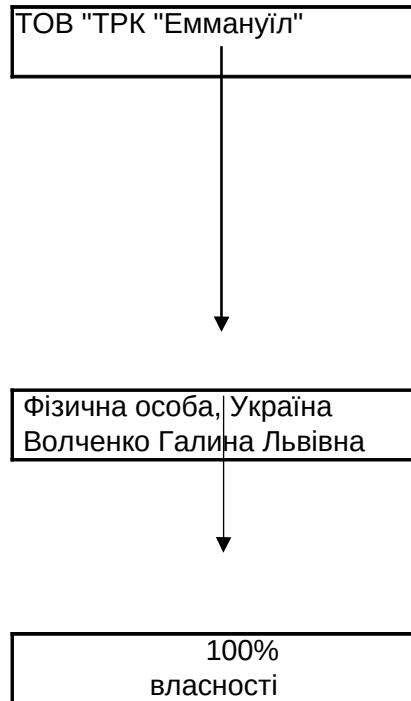 ТОВ "ТРК "Еммануїл"
Фізична особа, Україна
Волченко Галина Львівна
100%
власності